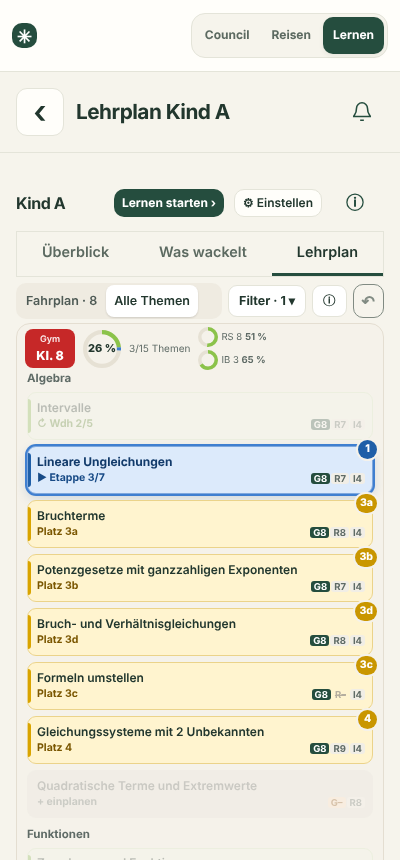 Council Reisen Lernen
‹ Lehrplan Kind A
Kind A Lernen starten › ⚙ Einstellen ⓘ
Überblick Was wackelt Lehrplan
Fahrplan · 8 Alle Themen Filter · 1 ▾ ⓘ ↶
Gym
Kl. 8
26 %
3/15 Themen
RS 8 51 %
IB 3 65 %
Algebra
Intervalle
↻ Wdh 2/5 G8 R7 I4
1
Lineare Ungleichungen
▶ Etappe 3/7 G8 R7 I4
3a
Bruchterme
Platz 3a G8 R8 I4
3b
Potenzgesetze mit ganzzahligen Exponenten
Platz 3b G8 R7 I4
3d
Bruch- und Verhältnisgleichungen
Platz 3d G8 R8 I4
3c
Formeln umstellen
Platz 3c G8 R– I4
4
Gleichungssysteme mit 2 Unbekannten
Platz 4 G8 R9 I4
Quadratische Terme und Extremwerte
+ einplanen G– R8
Funktionen